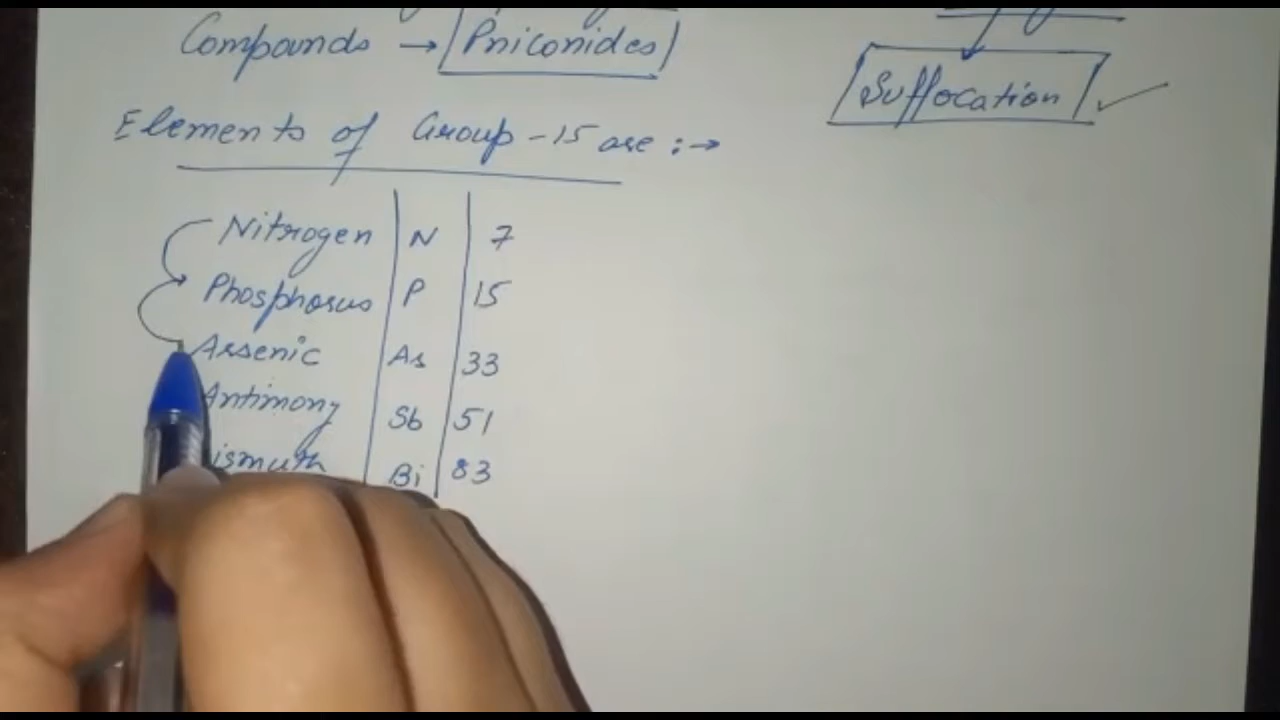 Compounds → Pniconides
Suffocation ✓
Elements of Group-15 are :→
Nitrogen | N | 7
Phosphorus | P | 15
Arsenic | As | 33
Antimony | Sb | 51
Bi | 83